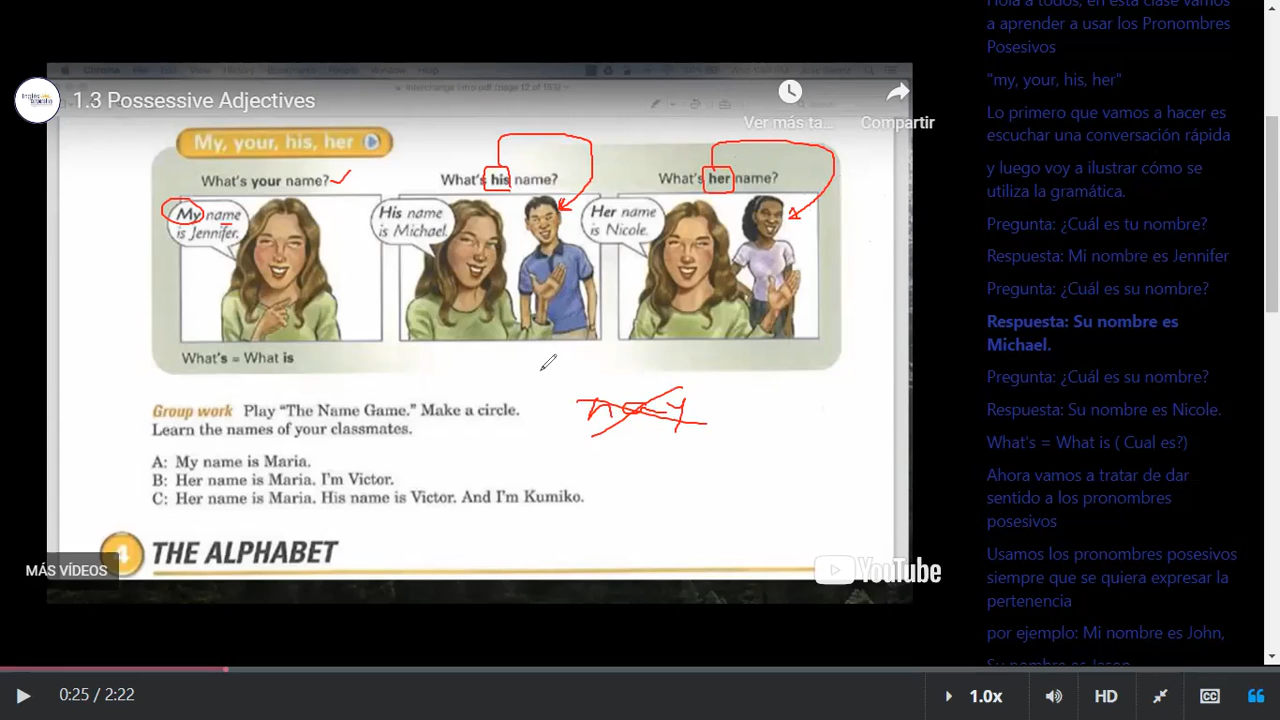 1.3 Possessive Adjectives
Ver más ta...
Compartir
My, your, his, her
What's your name?
My name
is Jennifer.
What's his name?
His name
is Michael.
What's her name?
Her name
is Nicole.
What's = What is
Group work Play "The Name Game." Make a circle.
Learn the names of your classmates.
A: My name is Maria.
B: Her name is Maria. I'm Victor.
C: Her name is Maria. His name is Victor. And I'm Kumiko.
4 THE ALPHABET
MÁS VÍDEOS
YouTube
0:25 / 2:22
1.0x
HD
CC
Hola a todos, en esta clase vamos
a aprender a usar los Pronombres
Posesivos
"my, your, his, her"
Lo primero que vamos a hacer es
escuchar una conversación rápida
y luego voy a ilustrar cómo se
utiliza la gramática.
Pregunta: ¿Cuál es tu nombre?
Respuesta: Mi nombre es Jennifer
Pregunta: ¿Cuál es su nombre?
Respuesta: Su nombre es
Michael.
Pregunta: ¿Cuál es su nombre?
Respuesta: Su nombre es Nicole.
What's = What is ( Cual es?)
Ahora vamos a tratar de dar
sentido a los pronombres
posesivos
Usamos los pronombres posesivos
siempre que se quiera expresar la
pertenencia
por ejemplo: Mi nombre es John,
Su nombre es Jason